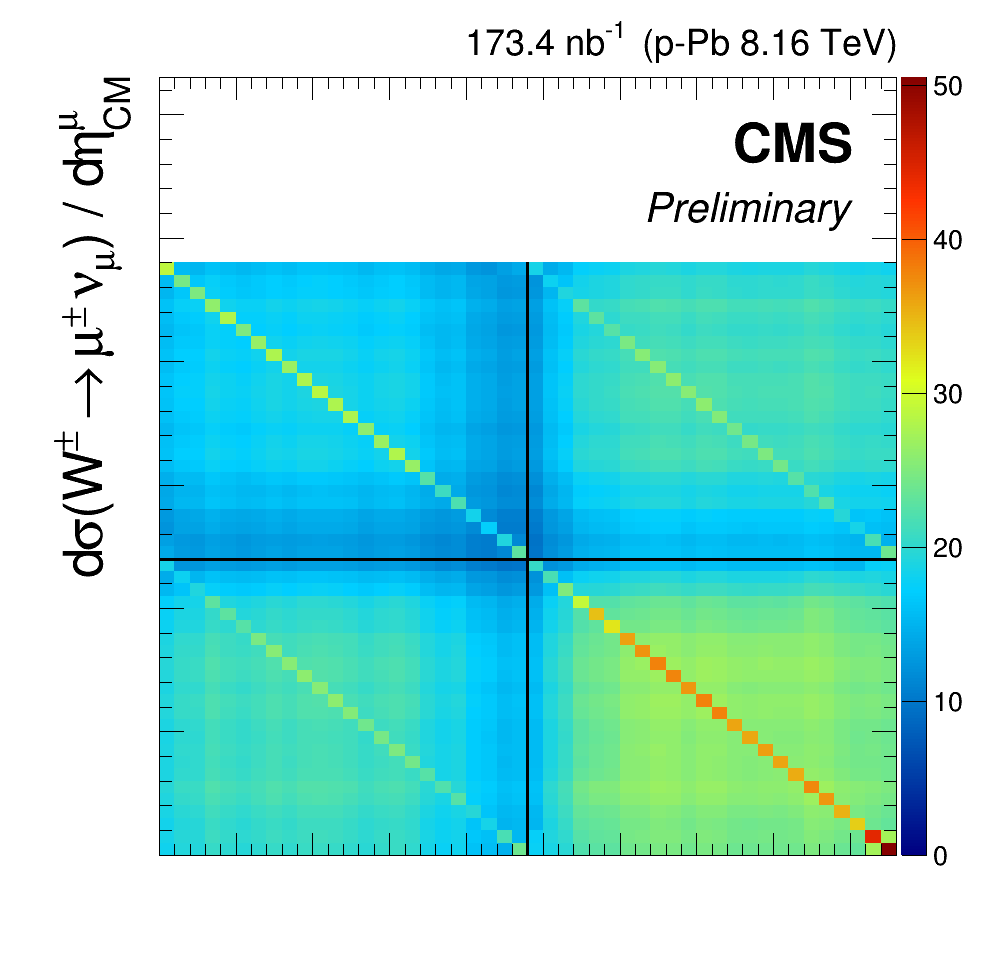 173.4 nb⁻¹ (p-Pb 8.16 TeV)
CMS
Preliminary
dσ(W± → μ± νμ) / dημCM
50
40
30
20
10
0